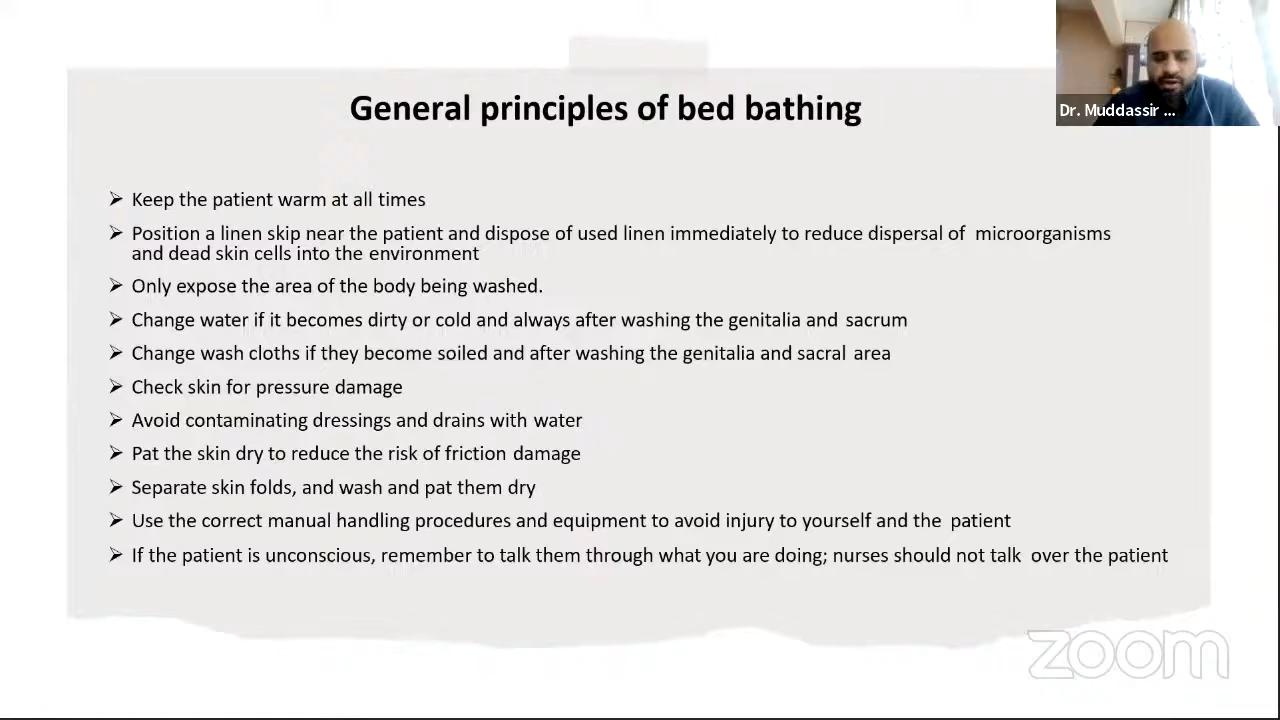 General principles of bed bathing
Dr. Muddassir ...
➢ Keep the patient warm at all times
➢ Position a linen skip near the patient and dispose of used linen immediately to reduce dispersal of microorganisms
and dead skin cells into the environment
➢ Only expose the area of the body being washed.
➢ Change water if it becomes dirty or cold and always after washing the genitalia and sacrum
➢ Change wash cloths if they become soiled and after washing the genitalia and sacral area
➢ Check skin for pressure damage
➢ Avoid contaminating dressings and drains with water
➢ Pat the skin dry to reduce the risk of friction damage
➢ Separate skin folds, and wash and pat them dry
➢ Use the correct manual handling procedures and equipment to avoid injury to yourself and the patient
➢ If the patient is unconscious, remember to talk them through what you are doing; nurses should not talk over the patient
zoom